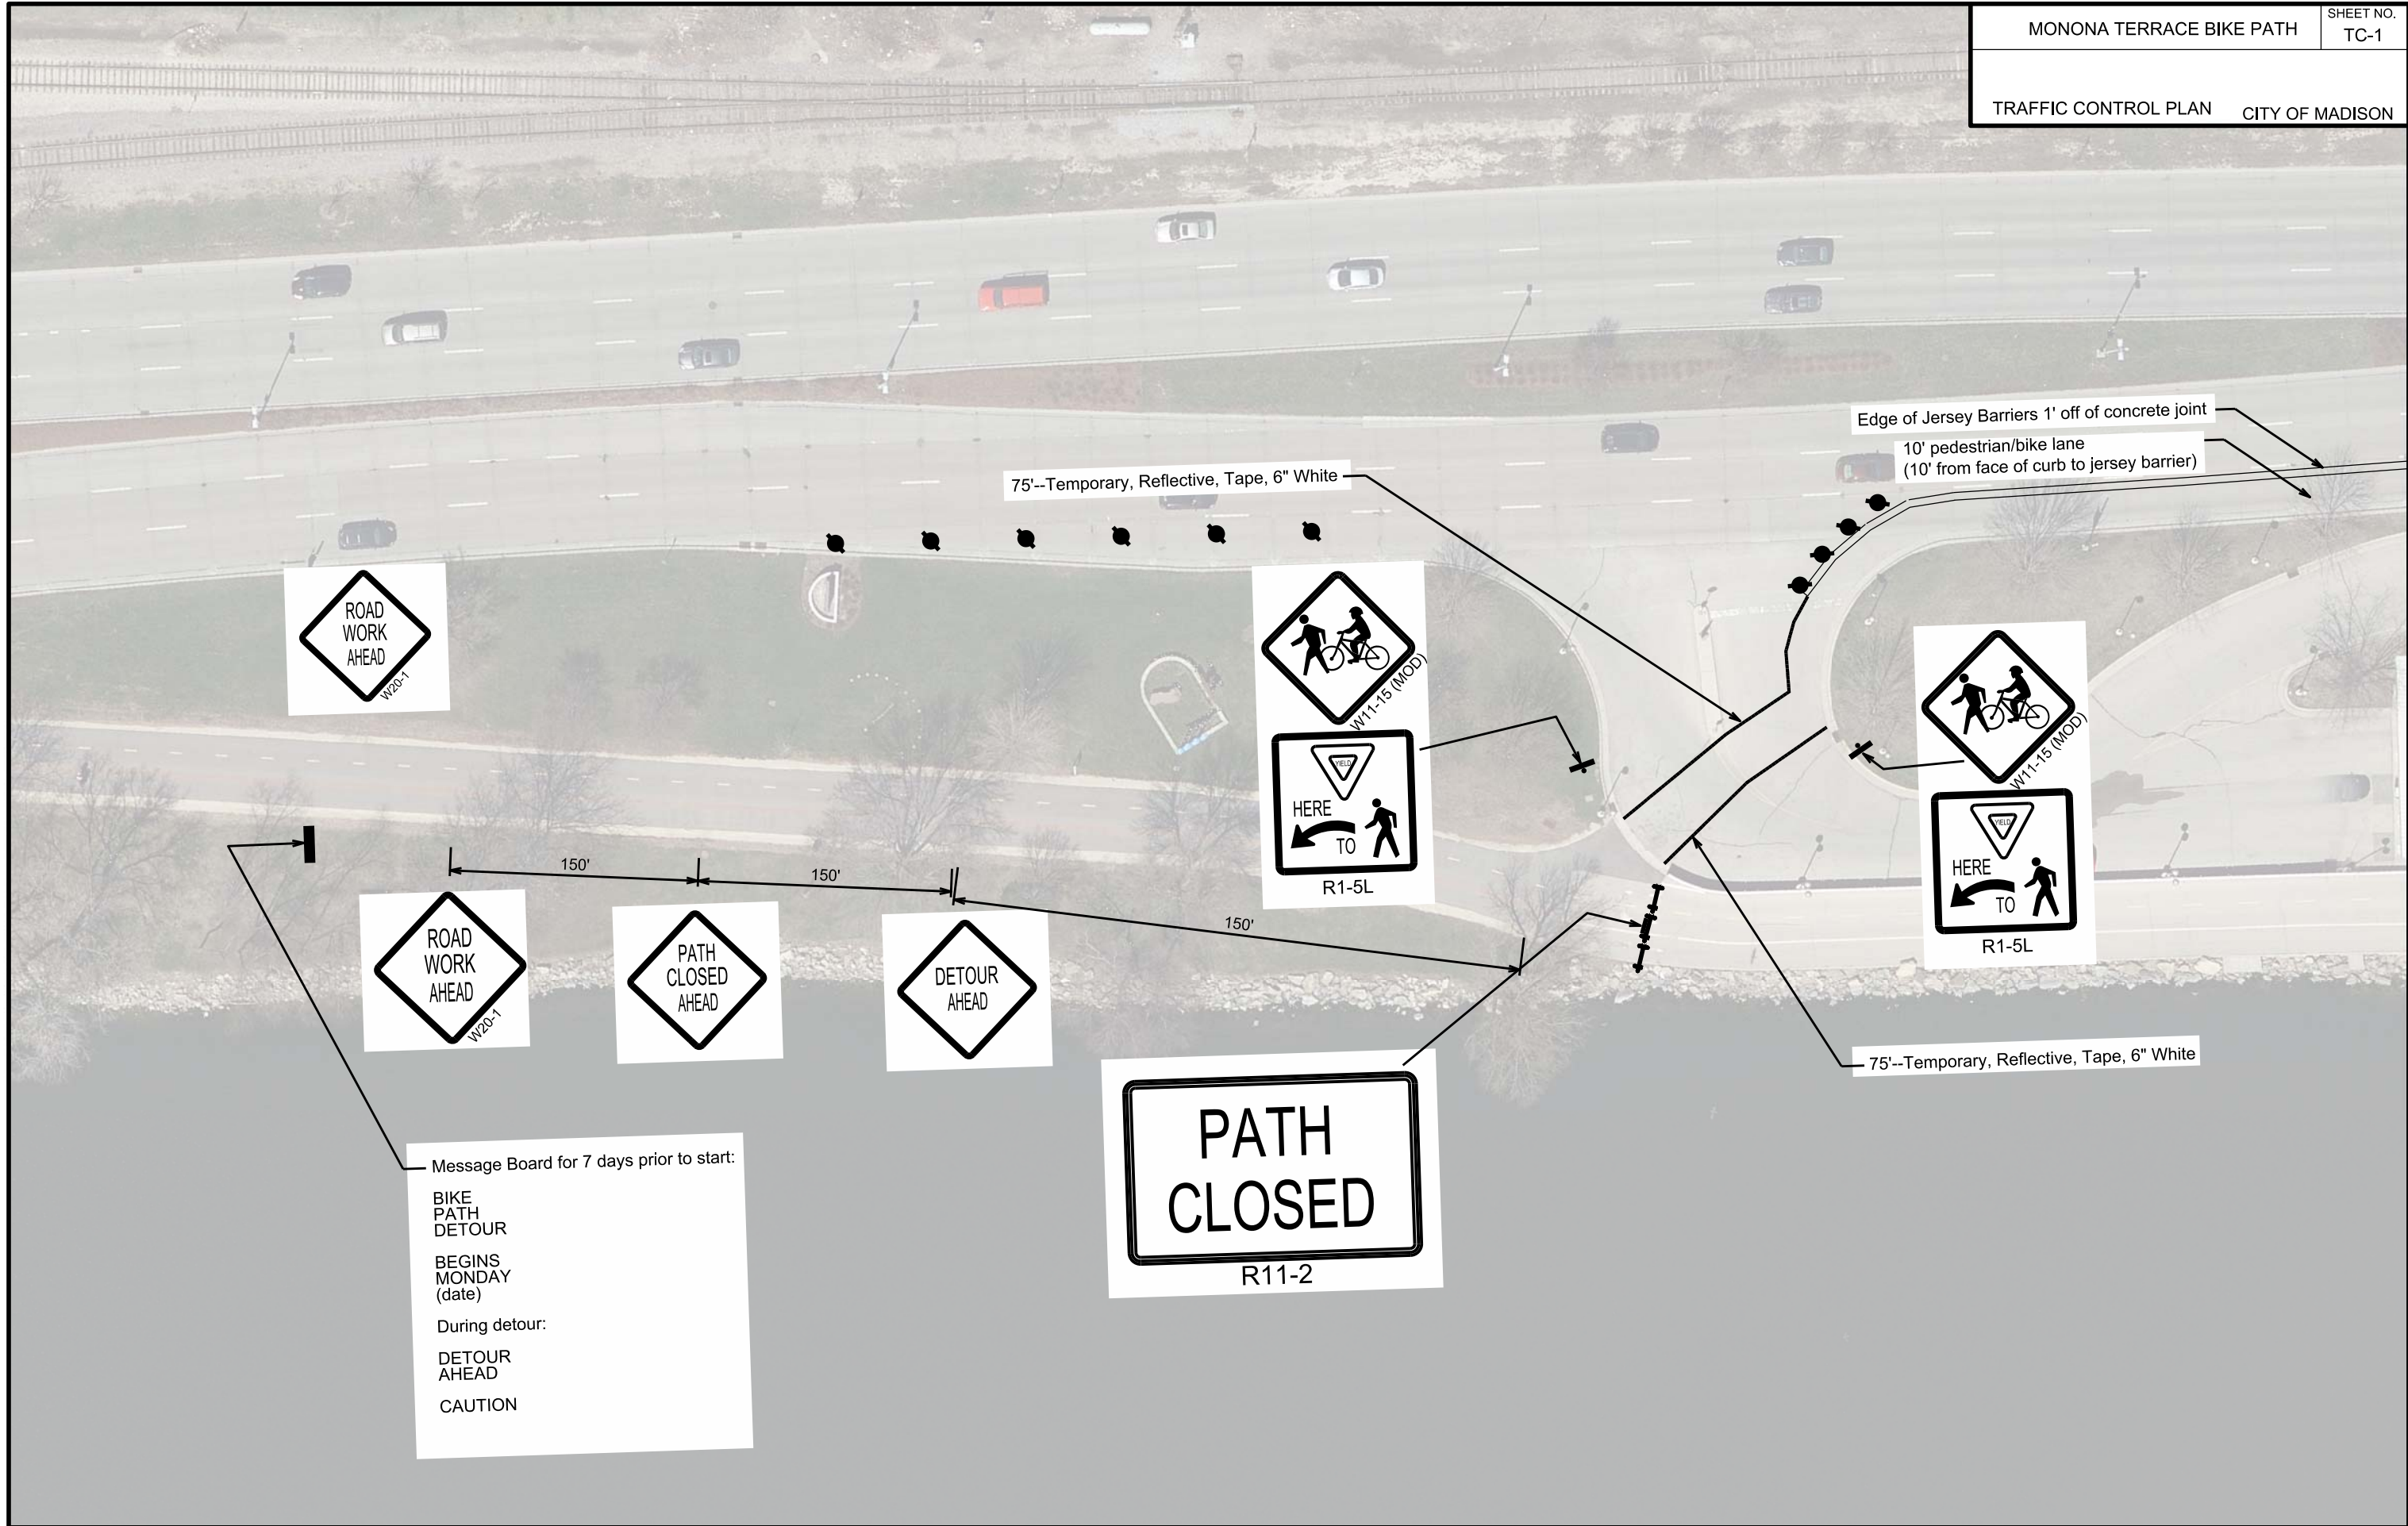 MONONA TERRACE BIKE PATH
SHEET NO.
TC-1
TRAFFIC CONTROL PLAN
CITY OF MADISON
Edge of Jersey Barriers 1' off of concrete joint
10' pedestrian/bike lane
(10' from face of curb to jersey barrier)
75'--Temporary, Reflective, Tape, 6" White
ROAD
WORK
AHEAD
W20-1
W11-15 (MOD)
YIELD
HERE
TO
R1-5L
W11-15 (MOD)
YIELD
HERE
TO
R1-5L
150'
150'
150'
ROAD
WORK
AHEAD
W20-1
PATH
CLOSED
AHEAD
DETOUR
AHEAD
75'--Temporary, Reflective, Tape, 6" White
PATH
CLOSED
R11-2
Message Board for 7 days prior to start:
BIKE
PATH
DETOUR
BEGINS
MONDAY
(date)
During detour:
DETOUR
AHEAD
CAUTION